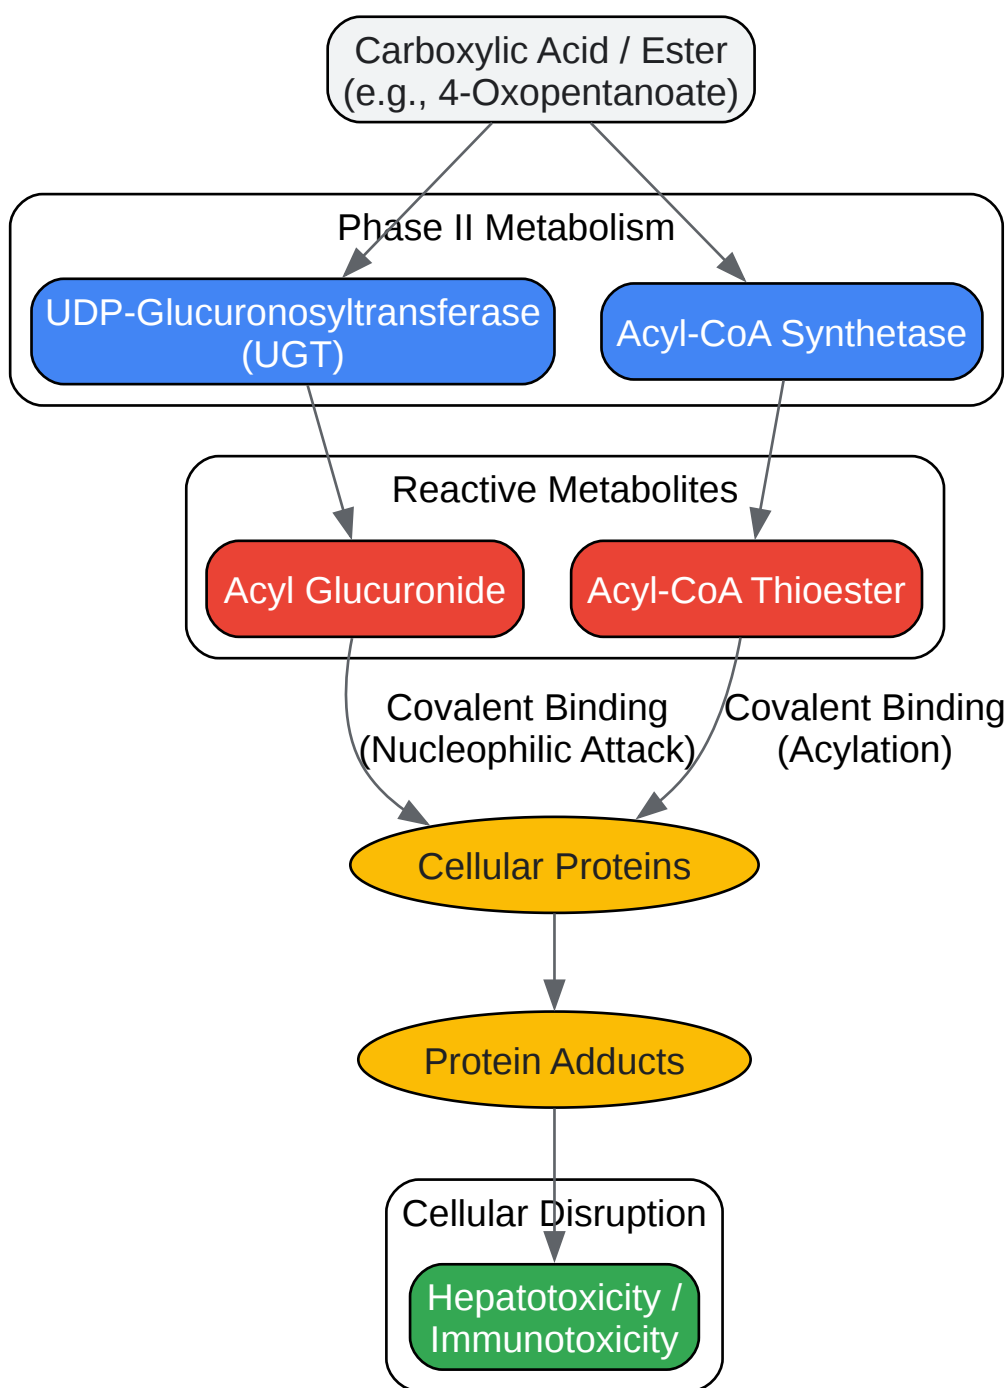 Carboxylic Acid / Ester
(e.g., 4-Oxopentanoate)
Phase II Metabolism
UDP-Glucuronosyltransferase
(UGT)
Acyl-CoA Synthetase
Reactive Metabolites
Acyl Glucuronide
Acyl-CoA Thioester
Covalent Binding
(Nucleophilic Attack)
Covalent Binding
(Acylation)
Cellular Proteins
Protein Adducts
Cellular Disruption
Hepatotoxicity /
Immunotoxicity